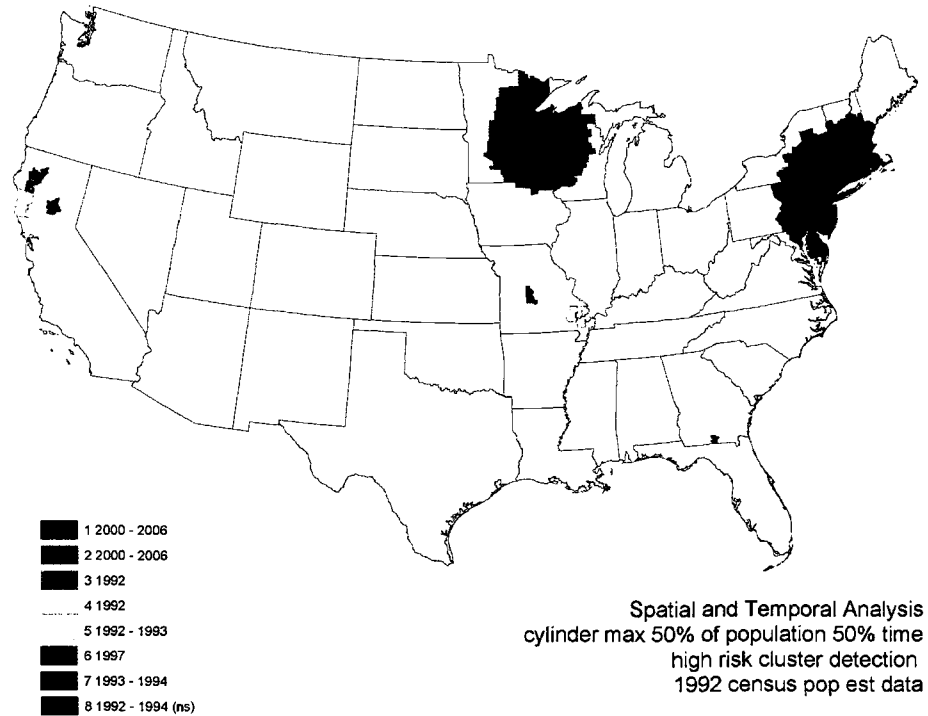 1 2000 - 2006
2 2000 - 2006
3 1992
4 1992
5 1992 - 1993
6 1997
7 1993 - 1994
8 1992 - 1994 (ns)
Spatial and Temporal Analysis
cylinder max 50% of population 50% time
high risk cluster detection
1992 census pop est data